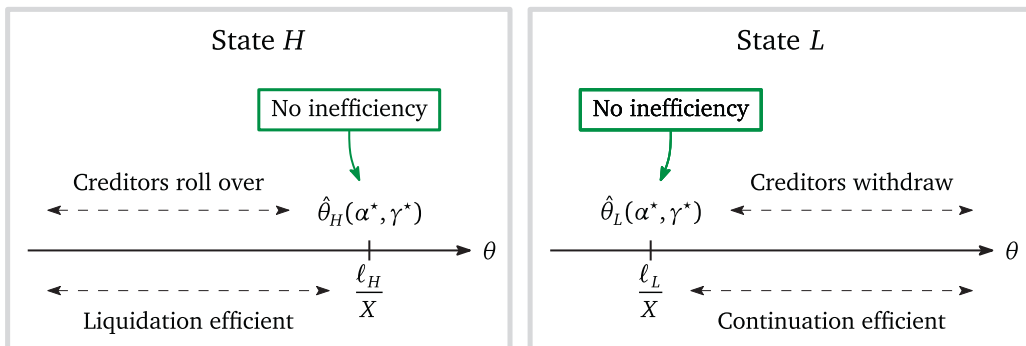 State H
No inefficiency
Creditors roll over
θ̂_H(α⋆, γ⋆)
θ
ℓ_H
X
Liquidation efficient
State L
No inefficiency
Creditors withdraw
θ̂_L(α⋆, γ⋆)
θ
ℓ_L
X
Continuation efficient